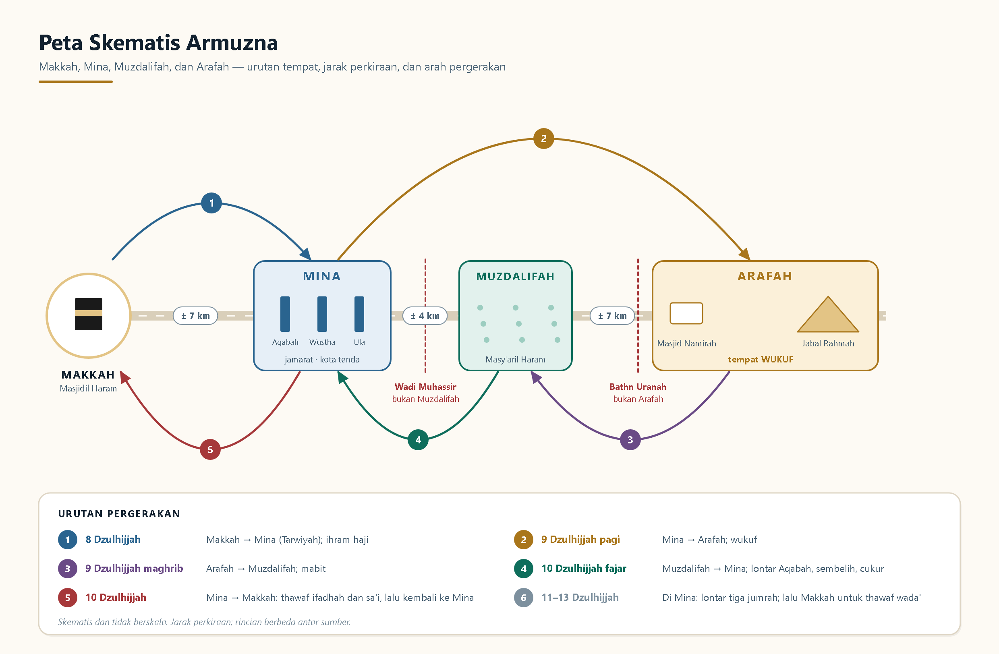 Peta Skematis Armuzna
Makkah, Mina, Muzdalifah, dan Arafah — urutan tempat, jarak perkiraan, dan arah pergerakan
2
1
MINA
MUZDALIFAH
ARAFAH
± 7 km
± 4 km
± 7 km
Aqabah
Wustha
Ula
Masjid Namirah
Jabal Rahmah
jamarat · kota tenda
Masy'aril Haram
tempat WUKUF
MAKKAH
Masjidil Haram
Wadi Muhassir
bukan Muzdalifah
Bathn Uranah
bukan Arafah
5
4
3
URUTAN PERGERAKAN
1 8 Dzulhijjah Makkah → Mina (Tarwiyah); ihram haji
2 9 Dzulhijjah pagi Mina → Arafah; wukuf
3 9 Dzulhijjah maghrib Arafah → Muzdalifah; mabit
4 10 Dzulhijjah fajar Muzdalifah → Mina; lontar Aqabah, sembelih, cukur
5 10 Dzulhijjah Mina → Makkah: thawaf ifadhah dan sa'i, lalu kembali ke Mina
6 11–13 Dzulhijjah Di Mina: lontar tiga jumrah; lalu Makkah untuk thawaf wada'
Skematis dan tidak berskala. Jarak perkiraan; rincian berbeda antar sumber.